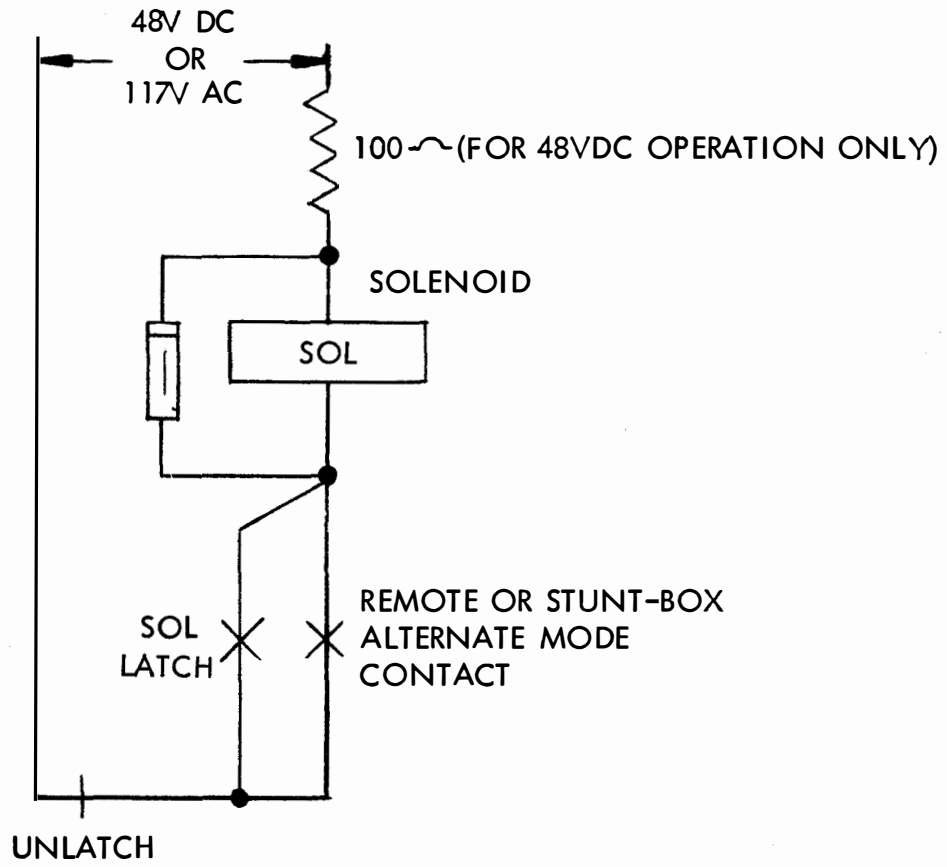 48V DC
OR
117V AC
100 (FOR 48VDC OPERATION ONLY)
SOLENOID
SOL
SOL
LATCH
REMOTE OR STUNT-BOX
ALTERNATE MODE
CONTACT
UNLATCH